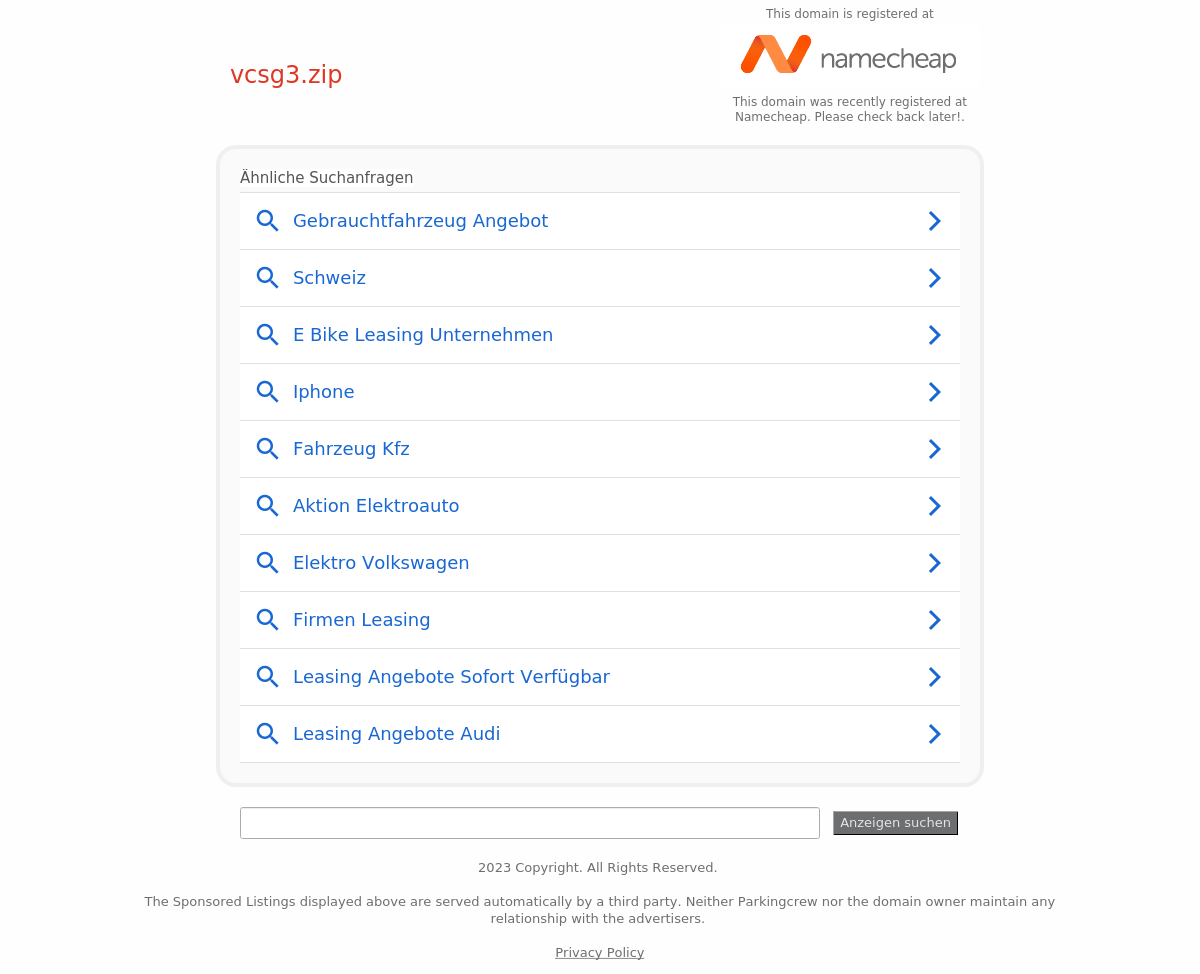 This domain is registered at
namecheap
vcsg3.zip
This domain was recently registered at
Namecheap. Please check back later!.
Ähnliche Suchanfragen
Gebrauchtfahrzeug Angebot
Schweiz
E Bike Leasing Unternehmen
Iphone
Fahrzeug Kfz
Aktion Elektroauto
Elektro Volkswagen
Firmen Leasing
Leasing Angebote Sofort Verfügbar
Leasing Angebote Audi
Anzeigen suchen
2023 Copyright. All Rights Reserved.
The Sponsored Listings displayed above are served automatically by a third party. Neither Parkingcrew nor the domain owner maintain any
relationship with the advertisers.
Privacy Policy